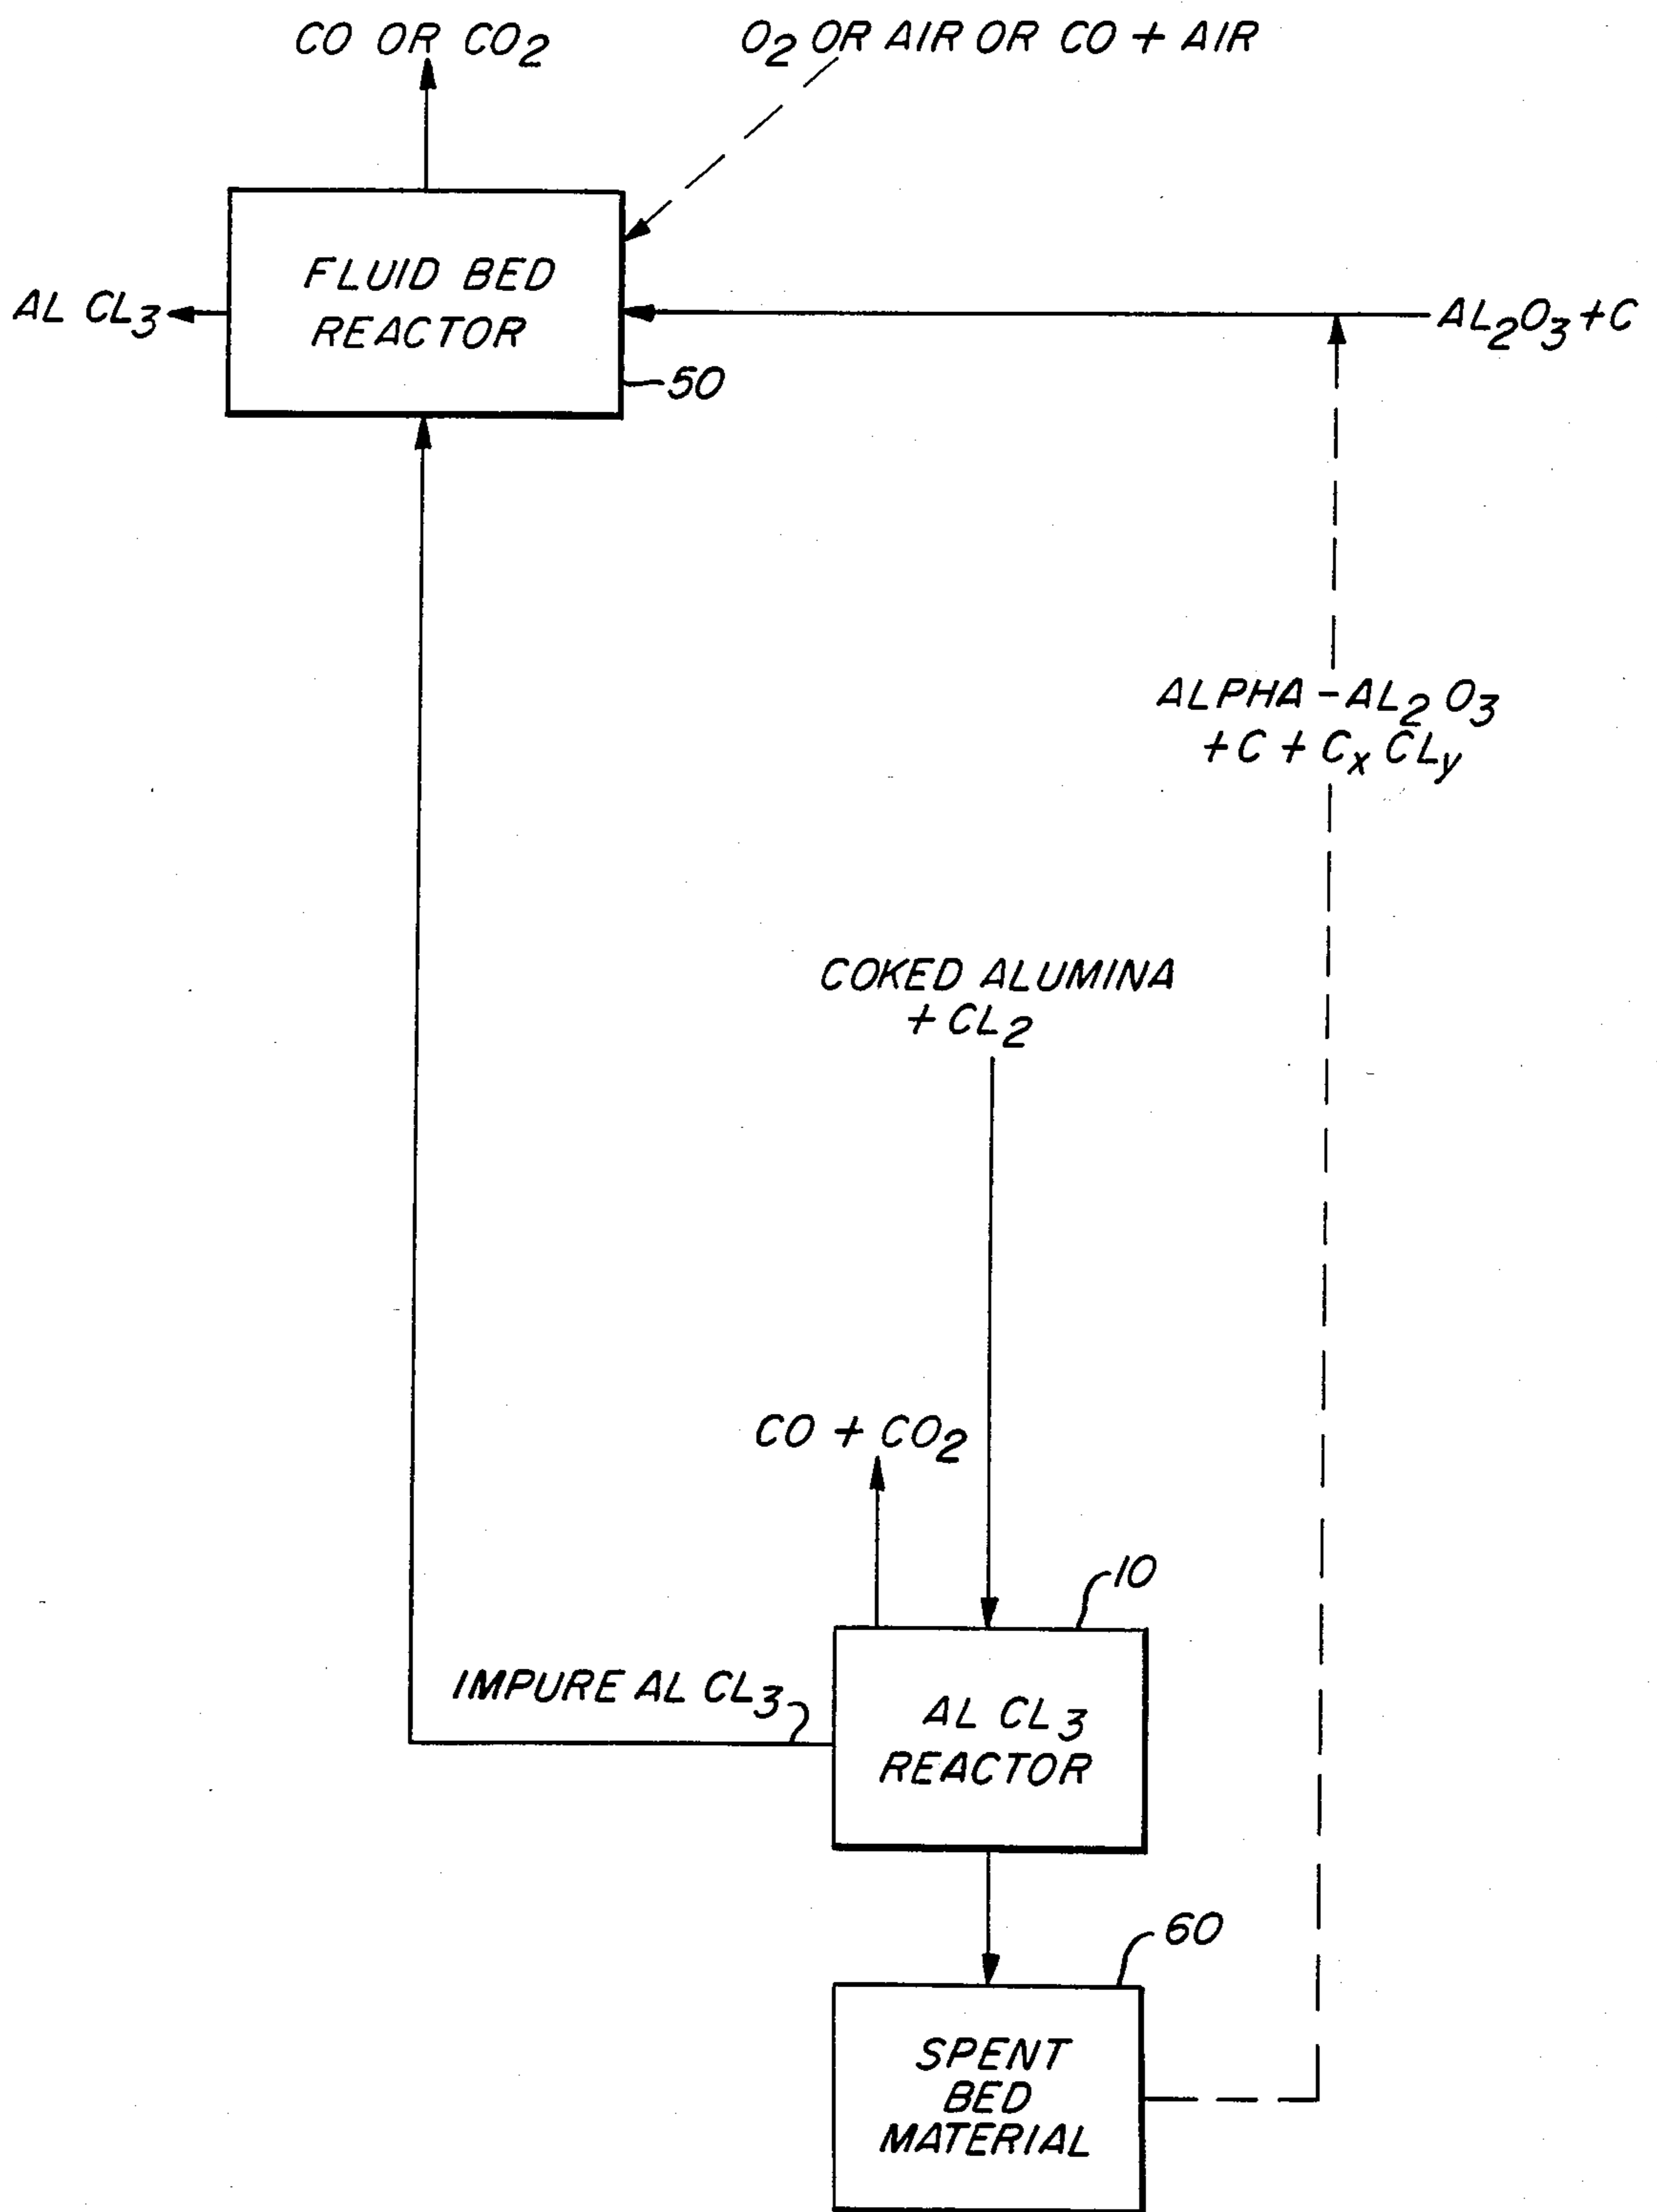 CO OR CO2
O2 OR AIR OR CO + AIR
FLUID BED
REACTOR
AL CL3
AL2O3+C
50
ALPHA-AL2O3
+C + CxCLy
COKED ALUMINA
+ CL2
CO + CO2
10
IMPURE AL CL3
AL CL3
REACTOR
60
SPENT
BED
MATERIAL